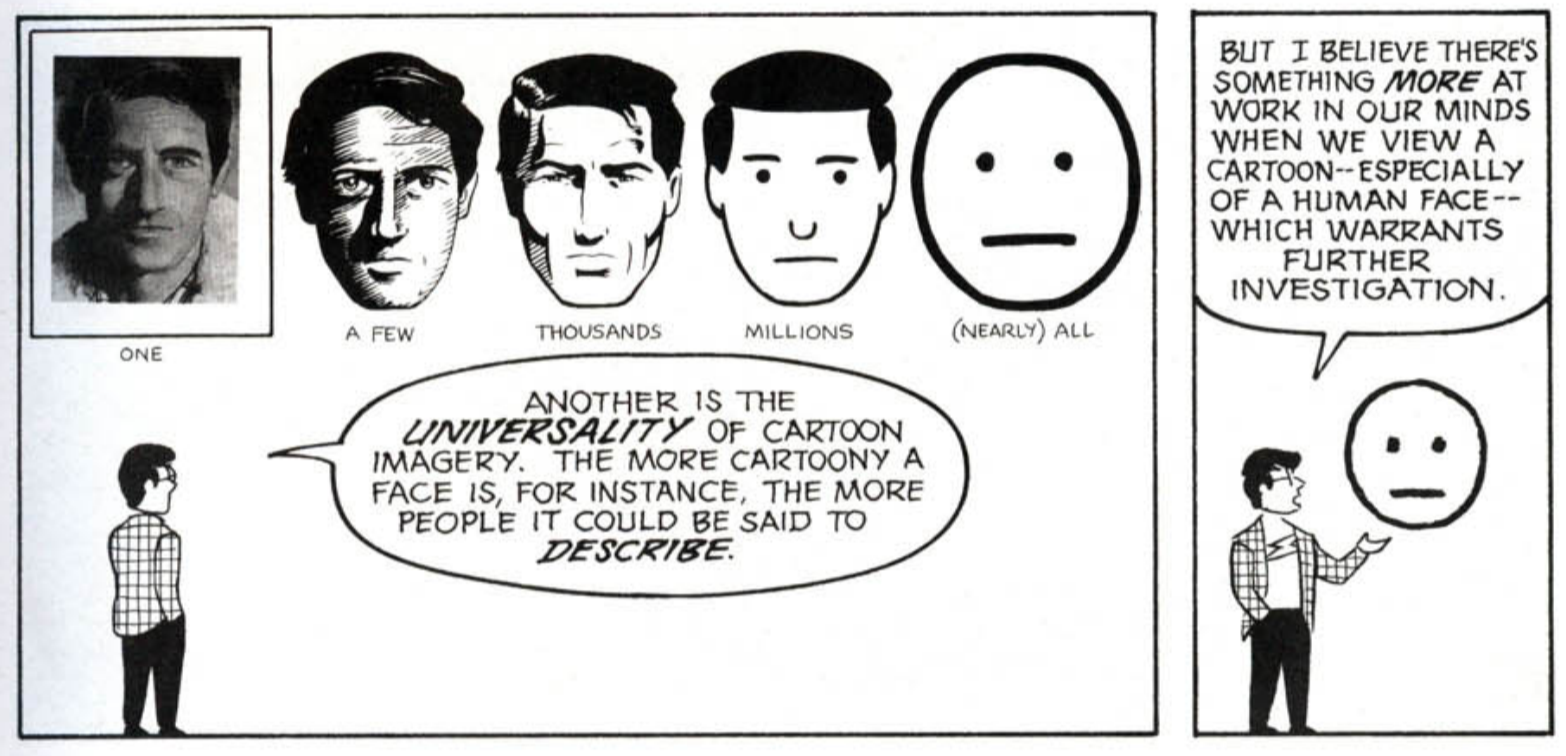 ONE
A FEW
THOUSANDS
MILLIONS
(NEARLY) ALL
ANOTHER IS THE
UNIVERSALITY OF CARTOON
IMAGERY. THE MORE CARTOONY A
FACE IS, FOR INSTANCE, THE MORE
PEOPLE IT COULD BE SAID TO
DESCRIBE.
BUT I BELIEVE THERE'S
SOMETHING MORE AT
WORK IN OUR MINDS
WHEN WE VIEW A
CARTOON--ESPECIALLY
OF A HUMAN FACE--
WHICH WARRANTS
FURTHER
INVESTIGATION.